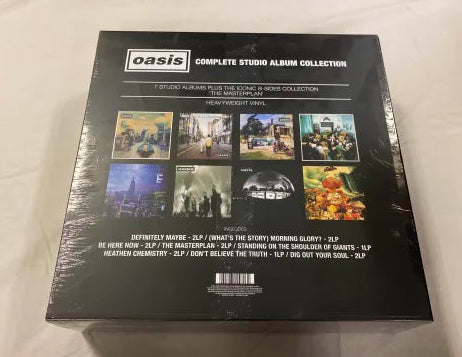 oasis COMPLETE STUDIO ALBUM COLLECTION
7 STUDIO ALBUMS PLUS THE ICONIC B-SIDES COLLECTION
'THE MASTERPLAN'
HEAVYWEIGHT VINYL
oasis
INCLUDES
DEFINITELY MAYBE - 2LP / (WHAT'S THE STORY) MORNING GLORY? - 2LP
BE HERE NOW - 2LP / THE MASTERPLAN - 2LP / STANDING ON THE SHOULDER OF GIANTS - 1LP
HEATHEN CHEMISTRY - 2LP / DON'T BELIEVE THE TRUTH - 1LP / DIG OUT YOUR SOUL - 2LP